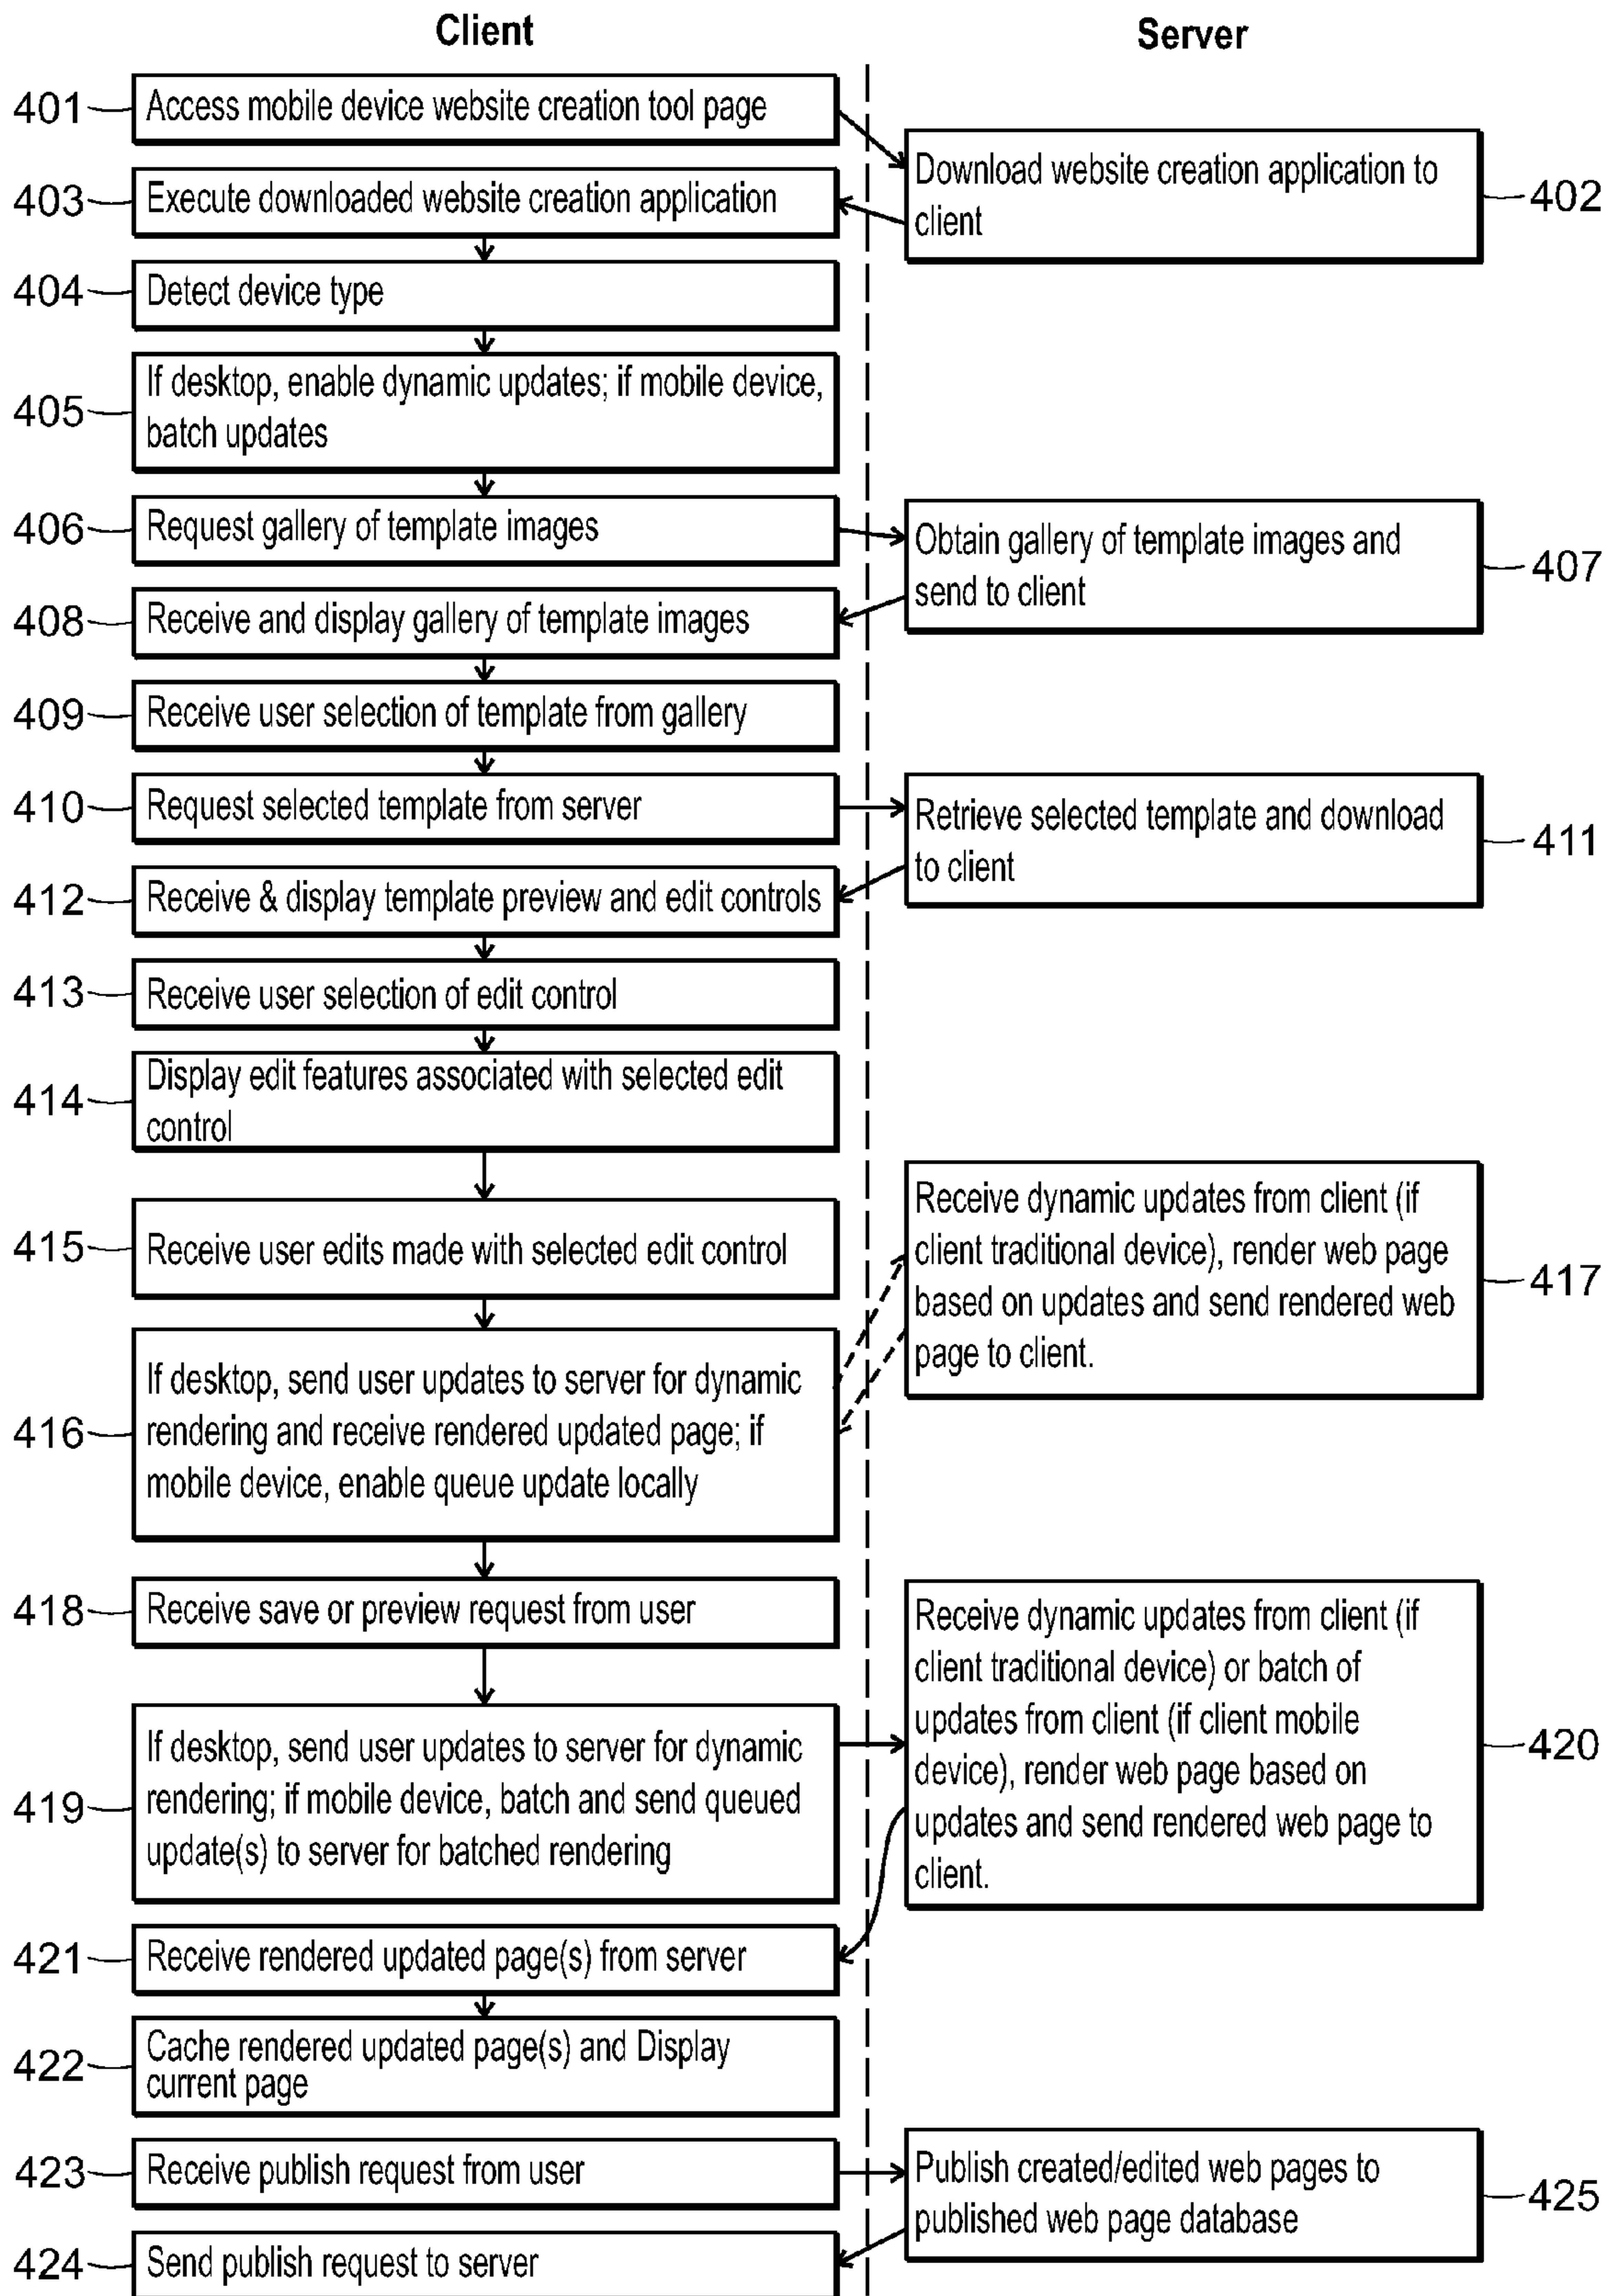 Client
Server
401
Access mobile device website creation tool page
Download website creation application to
client
402
403
Execute downloaded website creation application
404
Detect device type
405
If desktop, enable dynamic updates; if mobile device,
batch updates
406
Request gallery of template images
Obtain gallery of template images and
send to client
407
408
Receive and display gallery of template images
409
Receive user selection of template from gallery
410
Request selected template from server
Retrieve selected template and download
to client
411
412
Receive & display template preview and edit controls
413
Receive user selection of edit control
414
Display edit features associated with selected edit
control
415
Receive user edits made with selected edit control
416
If desktop, send user updates to server for dynamic
rendering and receive rendered updated page; if
mobile device, enable queue update locally
Receive dynamic updates from client (if
client traditional device), render web page
based on updates and send rendered web
page to client.
417
418
Receive save or preview request from user
419
If desktop, send user updates to server for dynamic
rendering; if mobile device, batch and send queued
update(s) to server for batched rendering
Receive dynamic updates from client (if
client traditional device) or batch of
updates from client (if client mobile
device), render web page based on
updates and send rendered web page to
client.
420
421
Receive rendered updated page(s) from server
422
Cache rendered updated page(s) and Display
current page
423
Receive publish request from user
Publish created/edited web pages to
published web page database
425
424
Send publish request to server